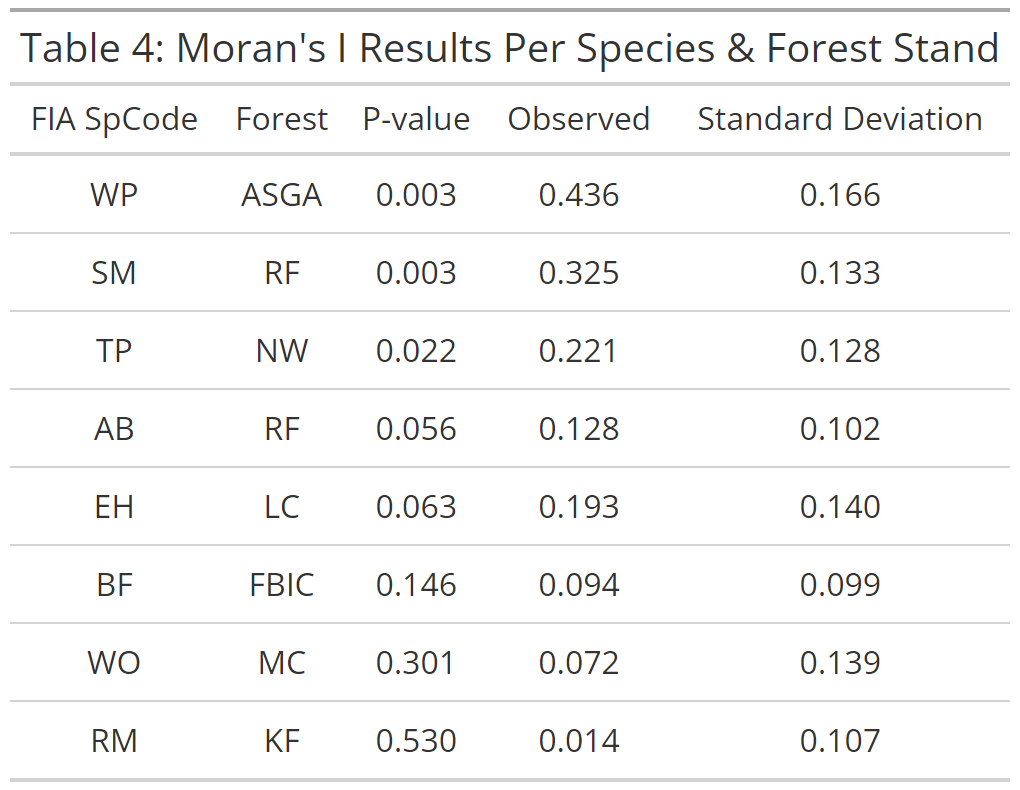 Table 4: Moran's I Results Per Species & Forest Stand
FIA SpCode Forest P-value Observed Standard Deviation
WP ASGA 0.003 0.436 0.166
SM RF 0.003 0.325 0.133
TP NW 0.022 0.221 0.128
AB RF 0.056 0.128 0.102
EH LC 0.063 0.193 0.140
BF FBIC 0.146 0.094 0.099
WO MC 0.301 0.072 0.139
RM KF 0.530 0.014 0.107